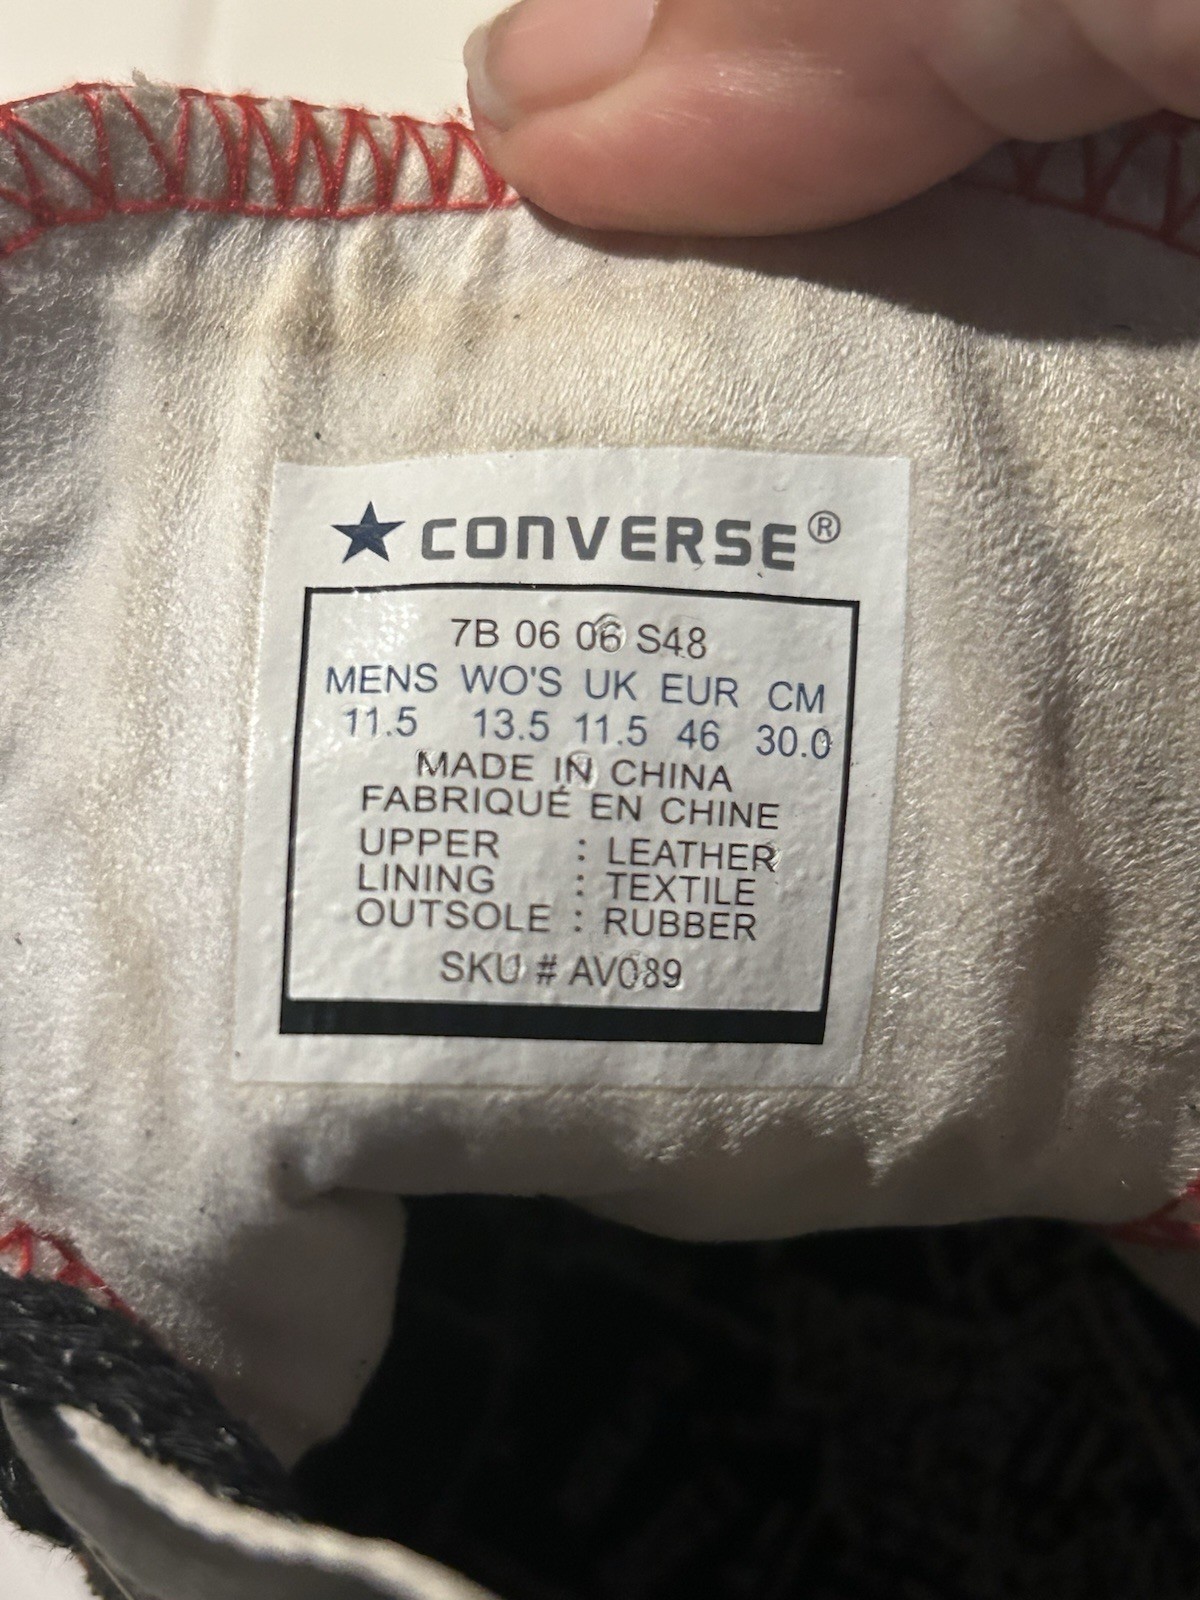 ★ CONVERSE®
7B 06 06 S48
MENS WO'S UK EUR CM
11.5 13.5 11.5 46 30.0
MADE IN CHINA
FABRIQUÉ EN CHINE
UPPER : LEATHER
LINING : TEXTILE
OUTSOLE : RUBBER
SKU # AV089